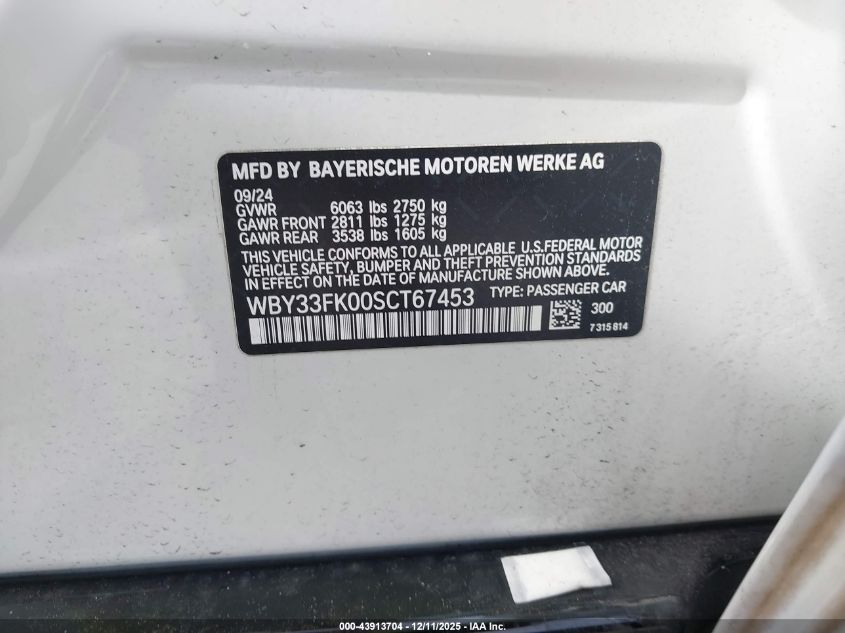 MFD BY BAYERISCHE MOTOREN WERKE AG
09/24
GVWR 6063 lbs 2750 kg
GAWR FRONT 2811 lbs 1275 kg
GAWR REAR 3538 lbs 1605 kg
THIS VEHICLE CONFORMS TO ALL APPLICABLE U.S.FEDERAL MOTOR
VEHICLE SAFETY, BUMPER AND THEFT PREVENTION STANDARDS
IN EFFECT ON THE DATE OF MANUFACTURE SHOWN ABOVE.
WBY33FK00SCT67453 TYPE: PASSENGER CAR
300
7315814
000-43913704 - 12/11/2025 - IAA Inc.